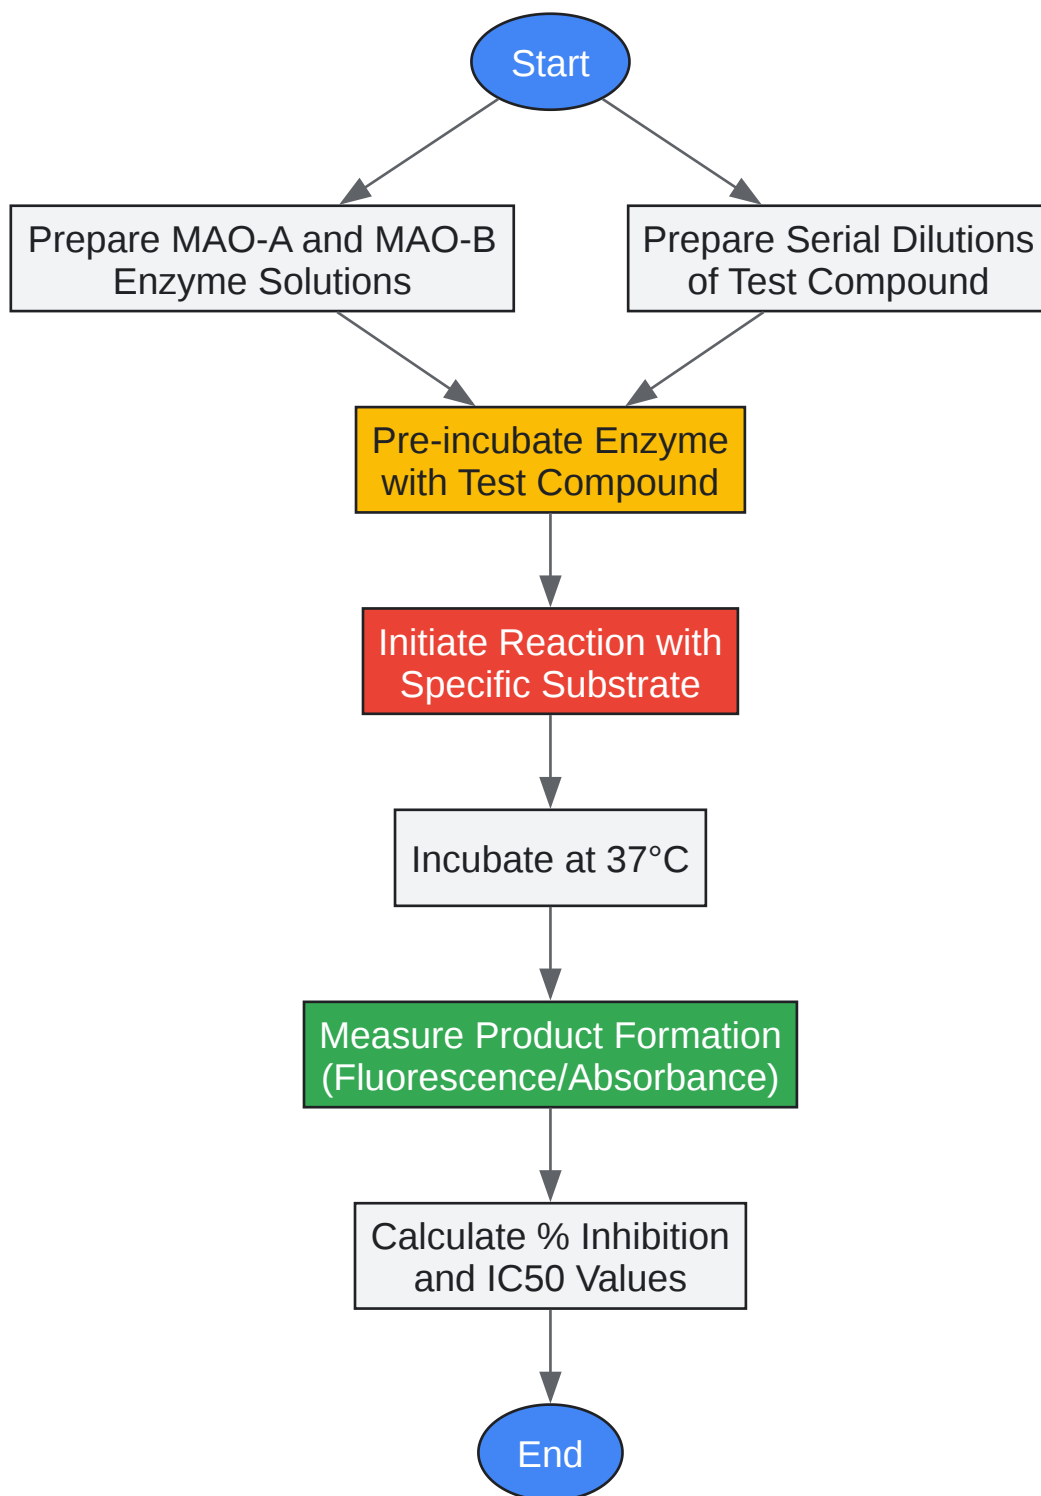 Start
Prepare MAO-A and MAO-B
Enzyme Solutions
Prepare Serial Dilutions
of Test Compound
Pre-incubate Enzyme
with Test Compound
Initiate Reaction with
Specific Substrate
Incubate at 37°C
Measure Product Formation
(Fluorescence/Absorbance)
Calculate % Inhibition
and IC50 Values
End